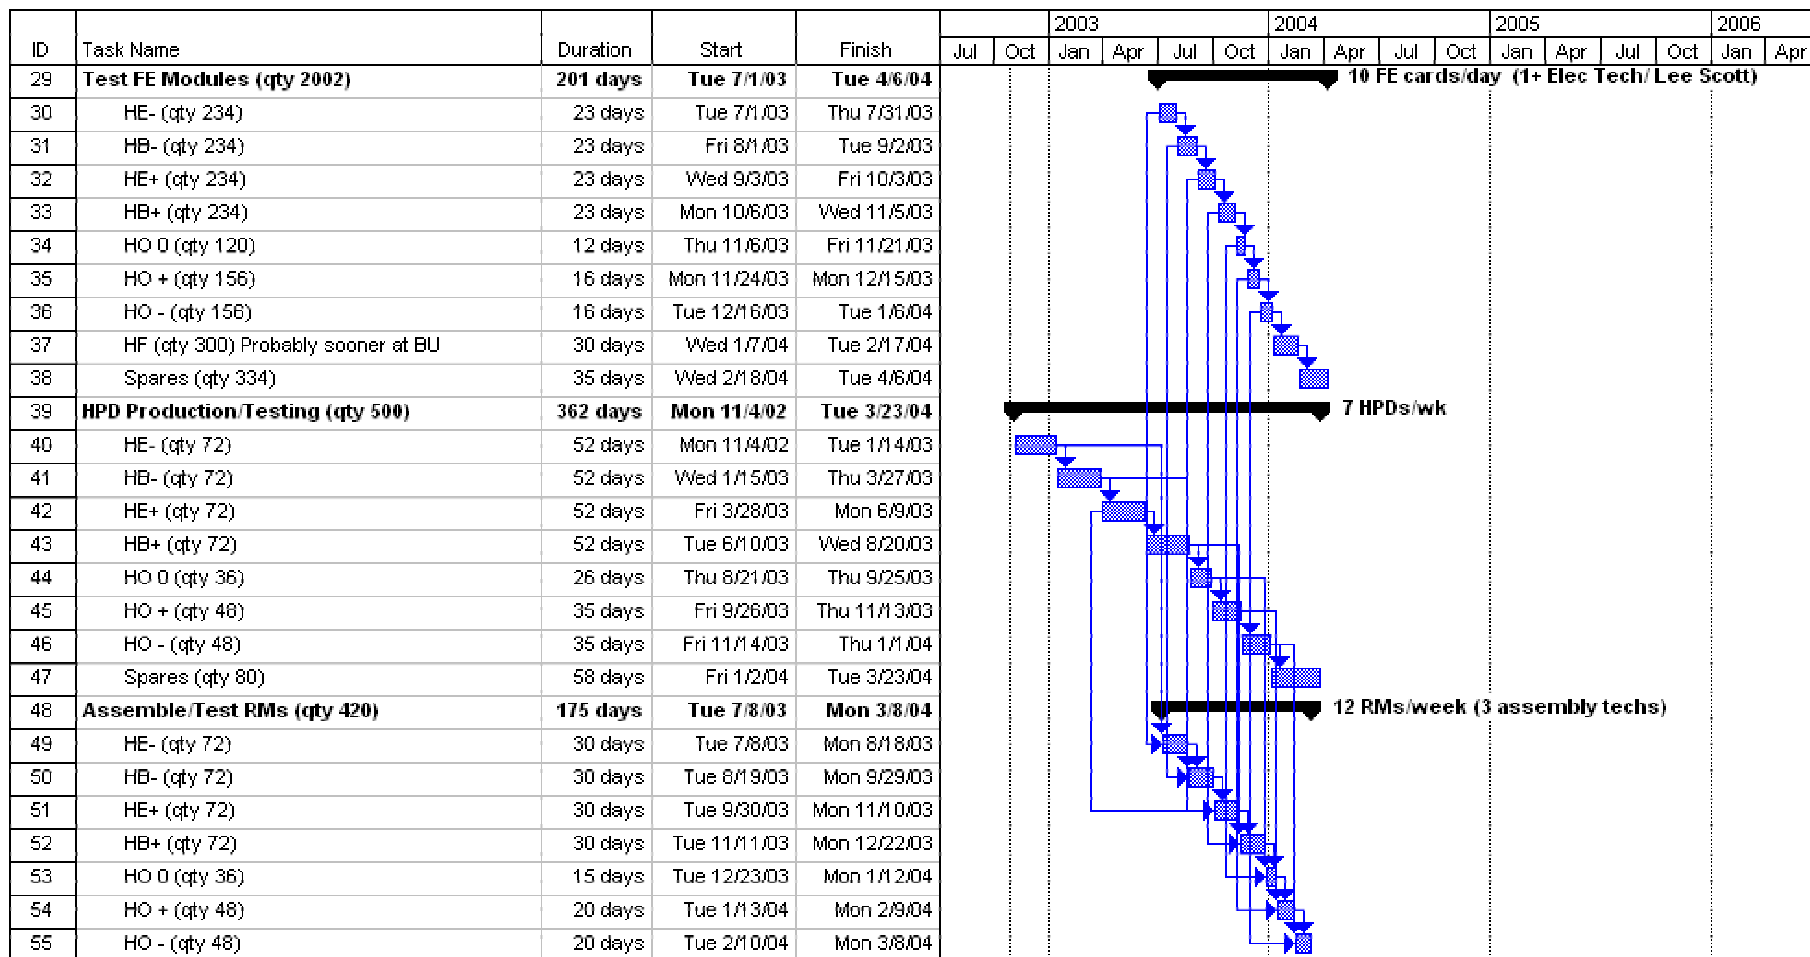 2003 2004 2005 2006
ID Task Name Duration Start Finish Jul Oct Jan Apr Jul Oct Jan Apr Jul Oct Jan Apr Jul Oct Jan Apr
29 Test FE Modules (qty 2002) 201 days Tue 7/1/03 Tue 4/6/04 10 FE cards/day (1+ Elec Tech/ Lee Scott)
30 HE- (qty 234) 23 days Tue 7/1/03 Thu 7/31/03
31 HB- (qty 234) 23 days Fri 8/1/03 Tue 9/2/03
32 HE+ (qty 234) 23 days Wed 9/3/03 Fri 10/3/03
33 HB+ (qty 234) 23 days Mon 10/6/03 Wed 11/5/03
34 HO 0 (qty 120) 12 days Thu 11/6/03 Fri 11/21/03
35 HO + (qty 156) 16 days Mon 11/24/03 Mon 12/15/03
36 HO - (qty 156) 16 days Tue 12/16/03 Tue 1/6/04
37 HF (qty 300) Probably sooner at BU 30 days Wed 1/7/04 Tue 2/17/04
38 Spares (qty 334) 35 days Wed 2/18/04 Tue 4/6/04
39 HPD Production/Testing (qty 500) 362 days Mon 11/4/02 Tue 3/23/04 7 HPDs/wk
40 HE- (qty 72) 52 days Mon 11/4/02 Tue 1/14/03
41 HB- (qty 72) 52 days Wed 1/15/03 Thu 3/27/03
42 HE+ (qty 72) 52 days Fri 3/28/03 Mon 6/9/03
43 HB+ (qty 72) 52 days Tue 6/10/03 Wed 8/20/03
44 HO 0 (qty 36) 26 days Thu 8/21/03 Thu 9/25/03
45 HO + (qty 48) 35 days Fri 9/26/03 Thu 11/13/03
46 HO - (qty 48) 35 days Fri 11/14/03 Thu 1/1/04
47 Spares (qty 80) 58 days Fri 1/2/04 Tue 3/23/04
48 Assemble/Test RMs (qty 420) 175 days Tue 7/8/03 Mon 3/8/04 12 RMs/week (3 assembly techs)
49 HE- (qty 72) 30 days Tue 7/8/03 Mon 8/18/03
50 HB- (qty 72) 30 days Tue 8/19/03 Mon 9/29/03
51 HE+ (qty 72) 30 days Tue 9/30/03 Mon 11/10/03
52 HB+ (qty 72) 30 days Tue 11/11/03 Mon 12/22/03
53 HO 0 (qty 36) 15 days Tue 12/23/03 Mon 1/12/04
54 HO + (qty 48) 20 days Tue 1/13/04 Mon 2/9/04
55 HO - (qty 48) 20 days Tue 2/10/04 Mon 3/8/04